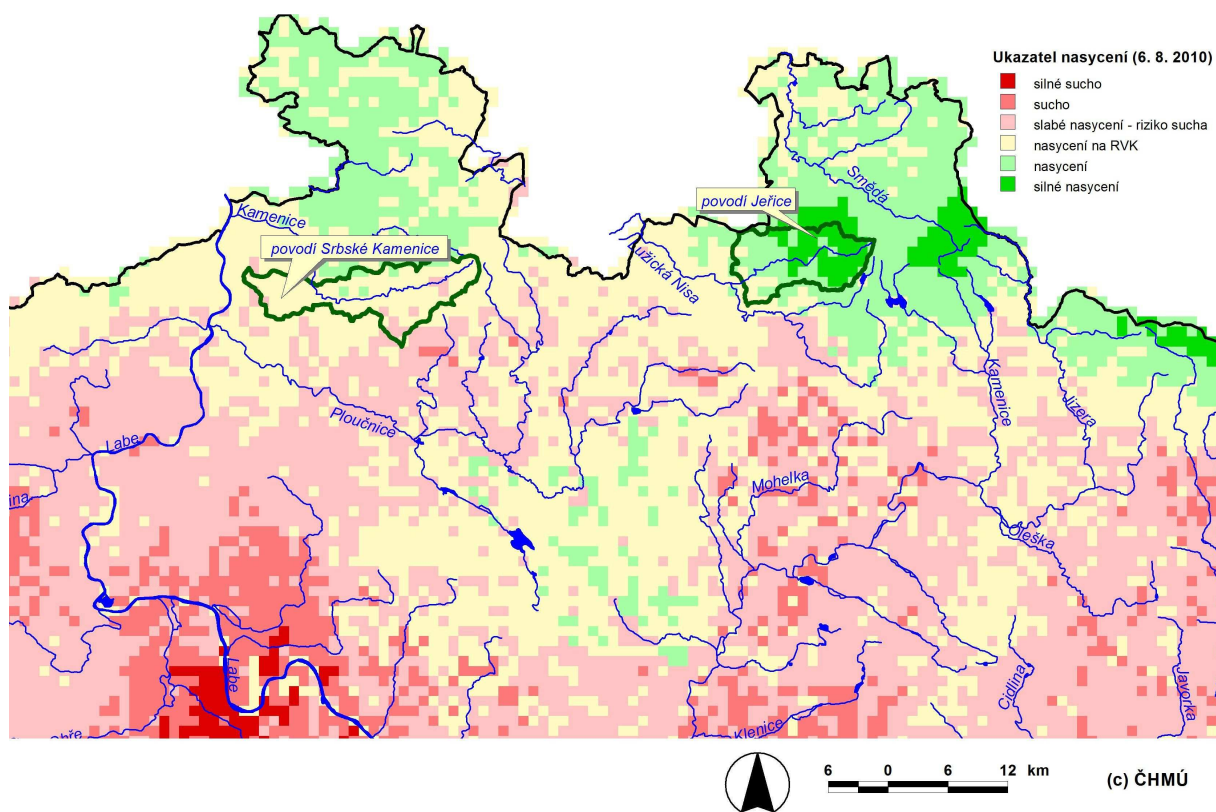 Ukazatel nasycení (6. 8. 2010)
silné sucho
sucho
slabé nasycení - riziko sucha
nasycení na RVK
nasycení
silné nasycení
Smědá
povodí Jeřice
Kamenice
povodí Srbské Kamenice
Lužická Nisa
Kamenice
Jizera
Ploučnice
Labe
ina
Mohelka
Oleška
Labe
Cidlina
Javorka
Klenice
Ohře
6 0 6 12 km
(c) ČHMÚ